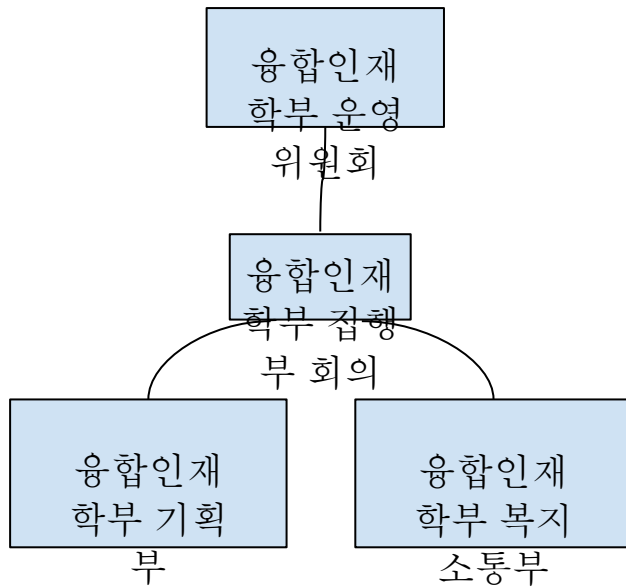 융합인재
학부 운영
위원회
융합인재
학부 집행
부 회의
융합인재
학부 기획
부
융합인재
학부 복지
소통부